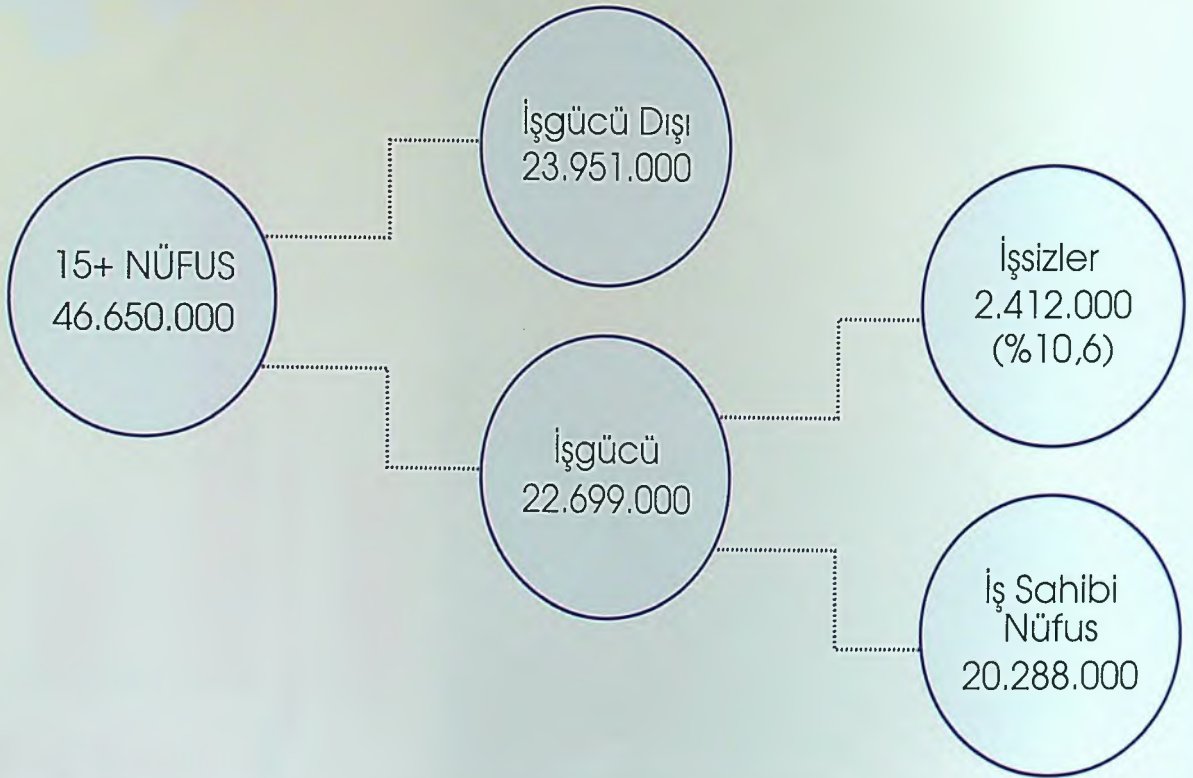 15+ NÜFUS
46.650.000
İşgücü Dışı
23.951.000
İşgücü
22.699.000
İşsizler
2.412.000
(%10,6)
İş Sahibi
Nüfus
20.288.000